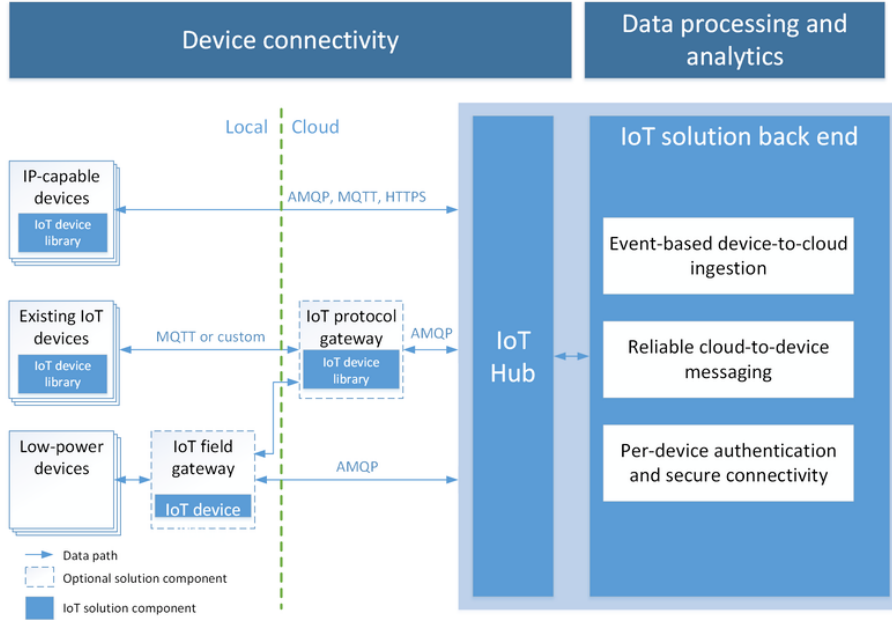 Device connectivity
Data processing and
analytics
Local
Cloud
IP-capable
devices
IoT device
library
AMQP, MQTT, HTTPS
Existing IoT
devices
IoT device
library
MQTT or custom
IoT protocol
gateway
IoT device
library
AMQP
Low-power
devices
IoT field
gateway
IoT device
AMQP
IoT
Hub
IoT solution back end
Event-based device-to-cloud
ingestion
Reliable cloud-to-device
messaging
Per-device authentication
and secure connectivity
Data path
Optional solution component
IoT solution component